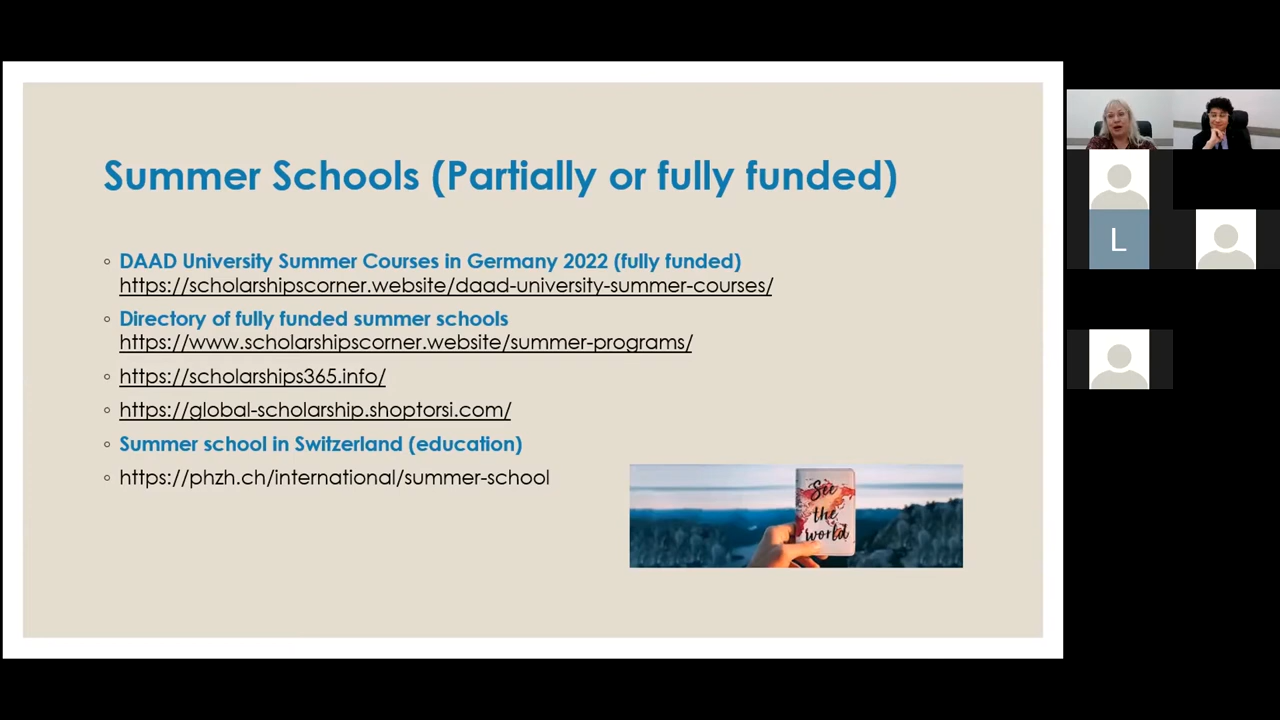 Summer Schools (Partially or fully funded)
◦ DAAD University Summer Courses in Germany 2022 (fully funded)
https://scholarshipscorner.website/daad-university-summer-courses/
◦ Directory of fully funded summer schools
https://www.scholarshipscorner.website/summer-programs/
◦ https://scholarships365.info/
◦ https://global-scholarship.shoptorsi.com/
◦ Summer school in Switzerland (education)
◦ https://phzh.ch/international/summer-school
See
the
world
L